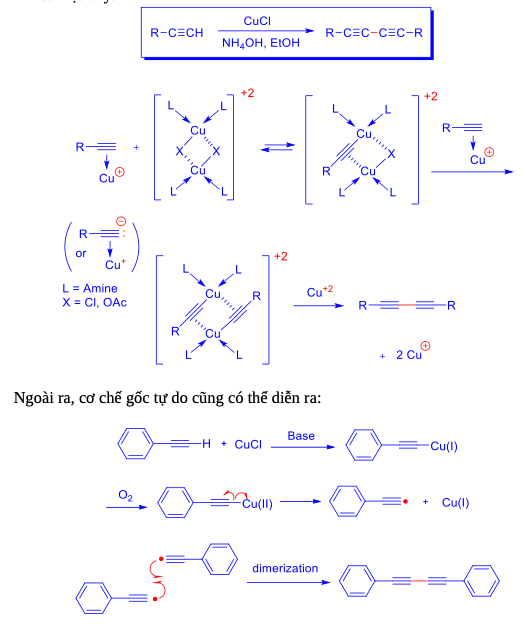 CuCl
R−C≡CH R−C≡C−C≡C−R
NH₄OH, EtOH
+2 +2
L L L L
Cu Cu R
R + X X X
Cu R Cu Cu⊕
Cu⊕ L L L L
⊖
R :
or +2
Cu⁺ L L
L = Amine Cu R Cu⁺²
X = Cl, OAc R R R
Cu
L L + 2 Cu⊕
Ngoài ra, cơ chế gốc tự do cũng có thể diễn ra:
H + CuCl Base Cu(I)
O₂ Cu(II) + Cu(I)
dimerization